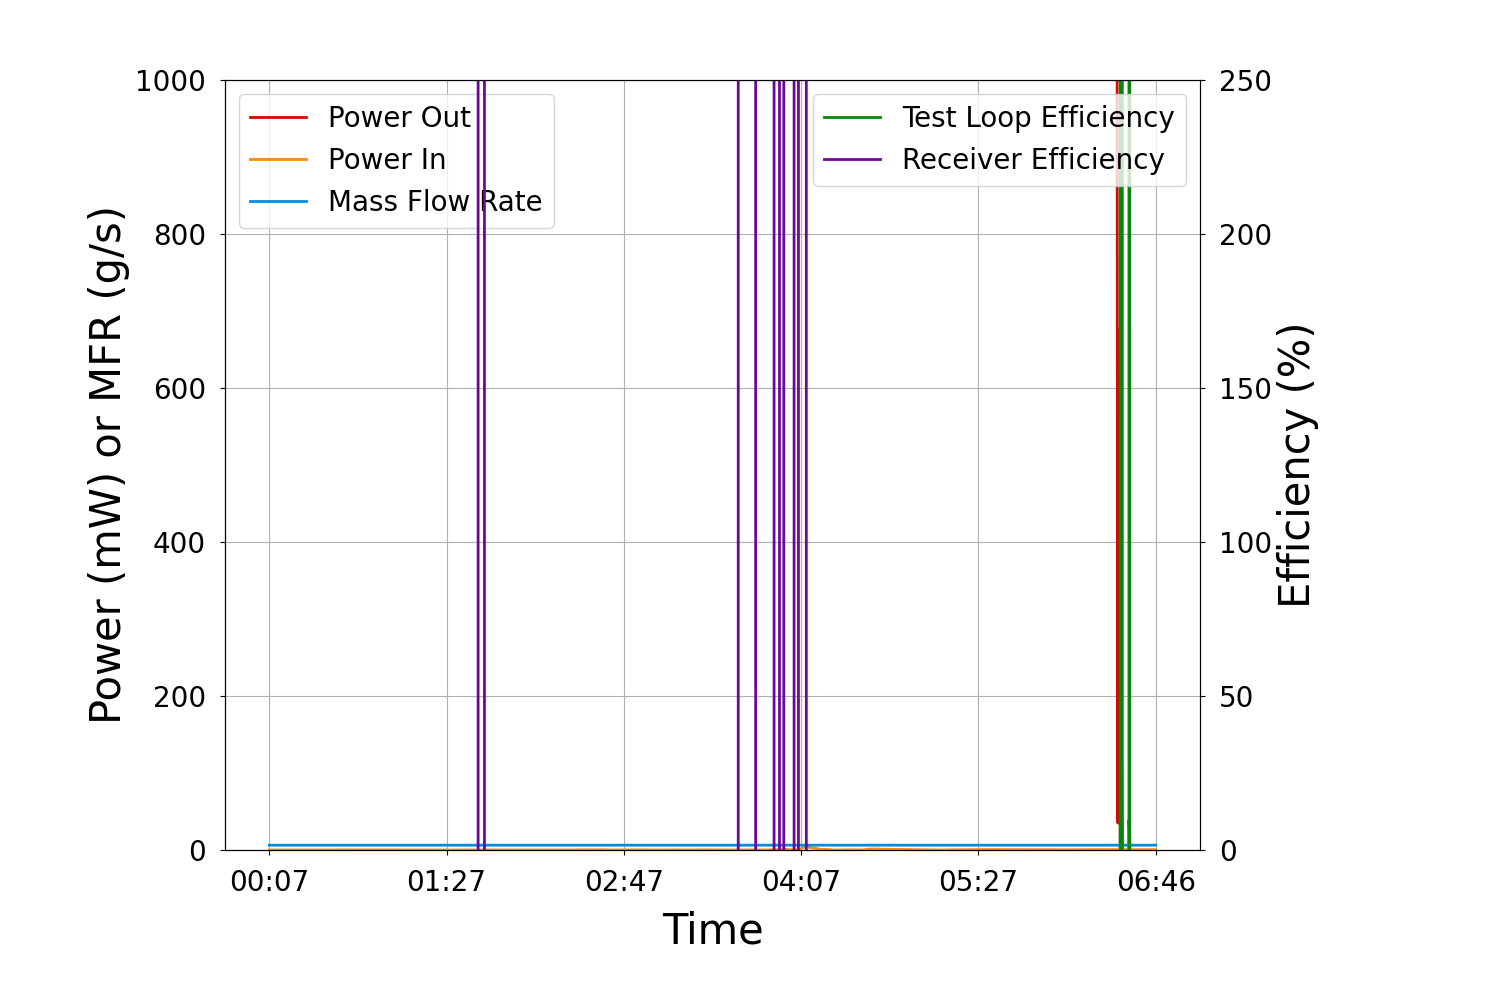 1000
800
600
400
200
0
Power (mW) or MFR (g/s)
Power Out
Power In
Mass Flow Rate
Test Loop Efficiency
Receiver Efficiency
250
200
150
100
50
0
Efficiency (%)
00:07 01:27 02:47 04:07 05:27 06:46
Time